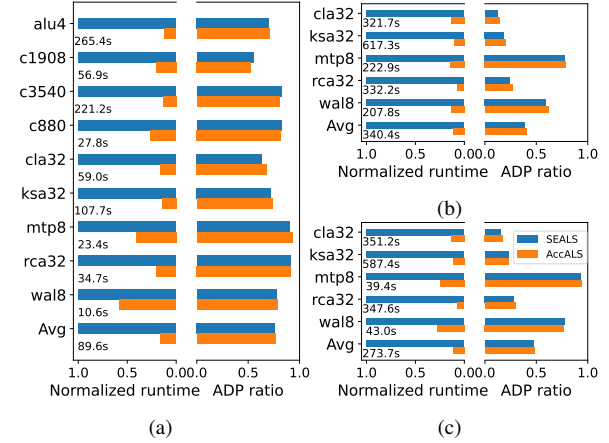 alu4
265.4s
c1908
56.9s
c3540
221.2s
c880
27.8s
cla32
59.0s
ksa32
107.7s
mtp8
23.4s
rca32
34.7s
wal8
10.6s
Avg
89.6s
1.0 0.5 0.0 0.0 0.5 1.0
Normalized runtime ADP ratio
(a)
cla32
321.7s
ksa32
617.3s
mtp8
222.9s
rca32
332.2s
wal8
207.8s
Avg
340.4s
1.0 0.5 0.0 0.0 0.5 1.0
Normalized runtime ADP ratio
(b)
cla32
351.2s
SEALS
AccALS
ksa32
587.4s
mtp8
39.4s
rca32
347.6s
wal8
43.0s
Avg
273.7s
1.0 0.5 0.0 0.0 0.5 1.0
Normalized runtime ADP ratio
(c)